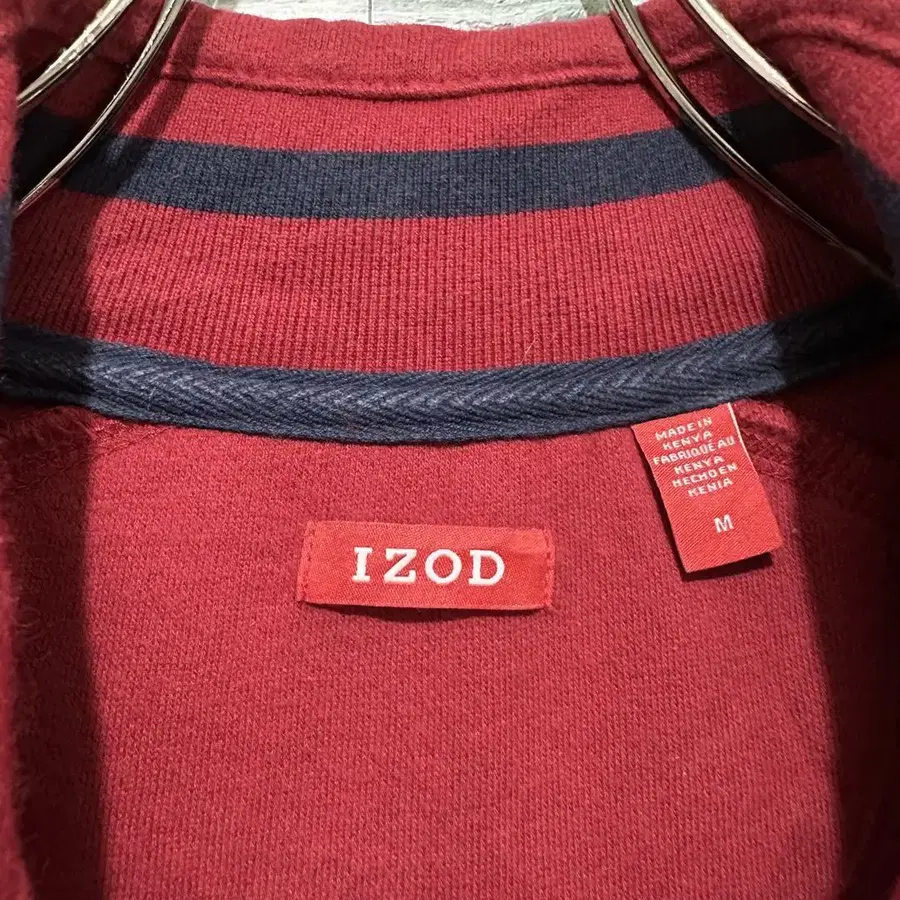 MADE IN
KENYA
FABRIQUÉ AU
KENYA
HECHO EN
KENIA
M
IZOD